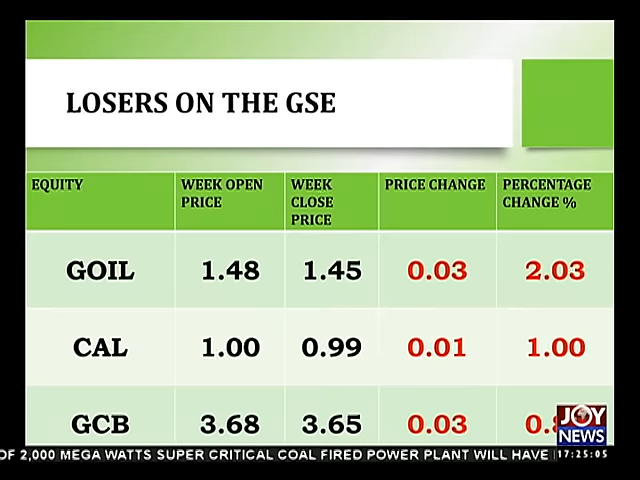 LOSERS ON THE GSE
EQUITY WEEK OPEN PRICE WEEK CLOSE PRICE PRICE CHANGE PERCENTAGE CHANGE %
GOIL 1.48 1.45 0.03 2.03
CAL 1.00 0.99 0.01 1.00
GCB 3.68 3.65 0.03
JOY
NEWS
OF 2,000 MEGA WATTS SUPER CRITICAL COAL FIRED POWER PLANT WILL HAVE 17:25:05